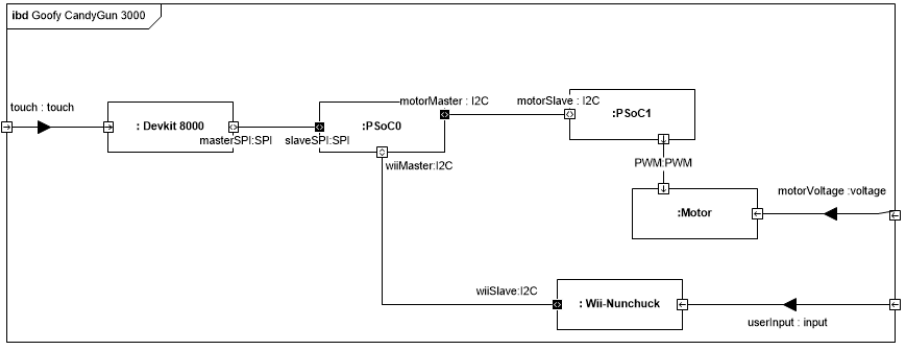 ibd Goofy CandyGun 3000
touch : touch
: Devkit 8000
masterSPI:SPI
slaveSPI:SPI
:PSoC0
motorMaster : I2C
motorSlave : I2C
:PSoC1
wiiMaster:I2C
PWM:PWM
:Motor
motorVoltage :voltage
wiiSlave:I2C
: Wii-Nunchuck
userInput : input